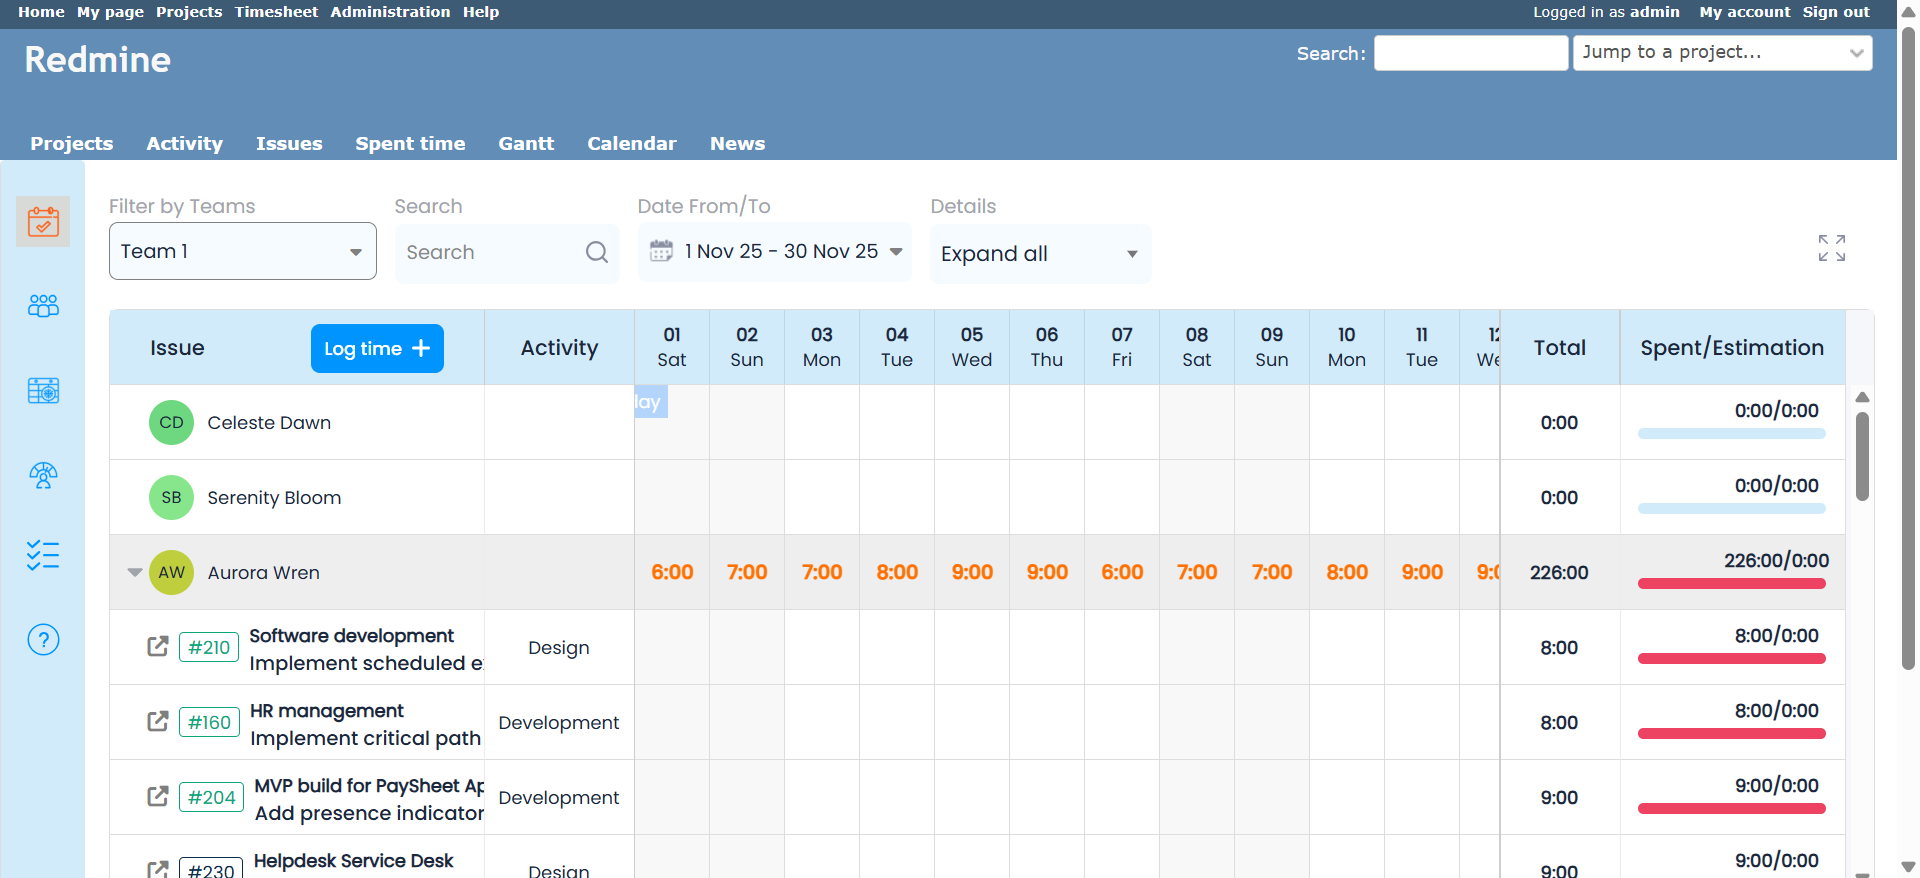 Home My page Projects Timesheet Administration Help
Logged in as admin My account Sign out
Redmine
Search:
Jump to a project...
Projects Activity Issues Spent time Gantt Calendar News
Filter by Teams Search Date From/To Details
Team 1 Search 1 Nov 25 - 30 Nov 25 Expand all
Issue Log time + Activity 01 Sat 02 Sun 03 Mon 04 Tue 05 Wed 06 Thu 07 Fri 08 Sat 09 Sun 10 Mon 11 Tue Total Spent/Estimation
CD Celeste Dawn 0:00 0:00/0:00
SB Serenity Bloom 0:00 0:00/0:00
AW Aurora Wren 6:00 7:00 7:00 8:00 9:00 9:00 6:00 7:00 7:00 8:00 9:00 226:00 226:00/0:00
#210 Software development
Implement scheduled Design 8:00 8:00/0:00
#160 HR management
Implement critical path Development 8:00 8:00/0:00
#204 MVP build for PaySheet
Add presence indicator Development 9:00 9:00/0:00
#230 Helpdesk Service Desk
Design 9:00 9:00/0:00